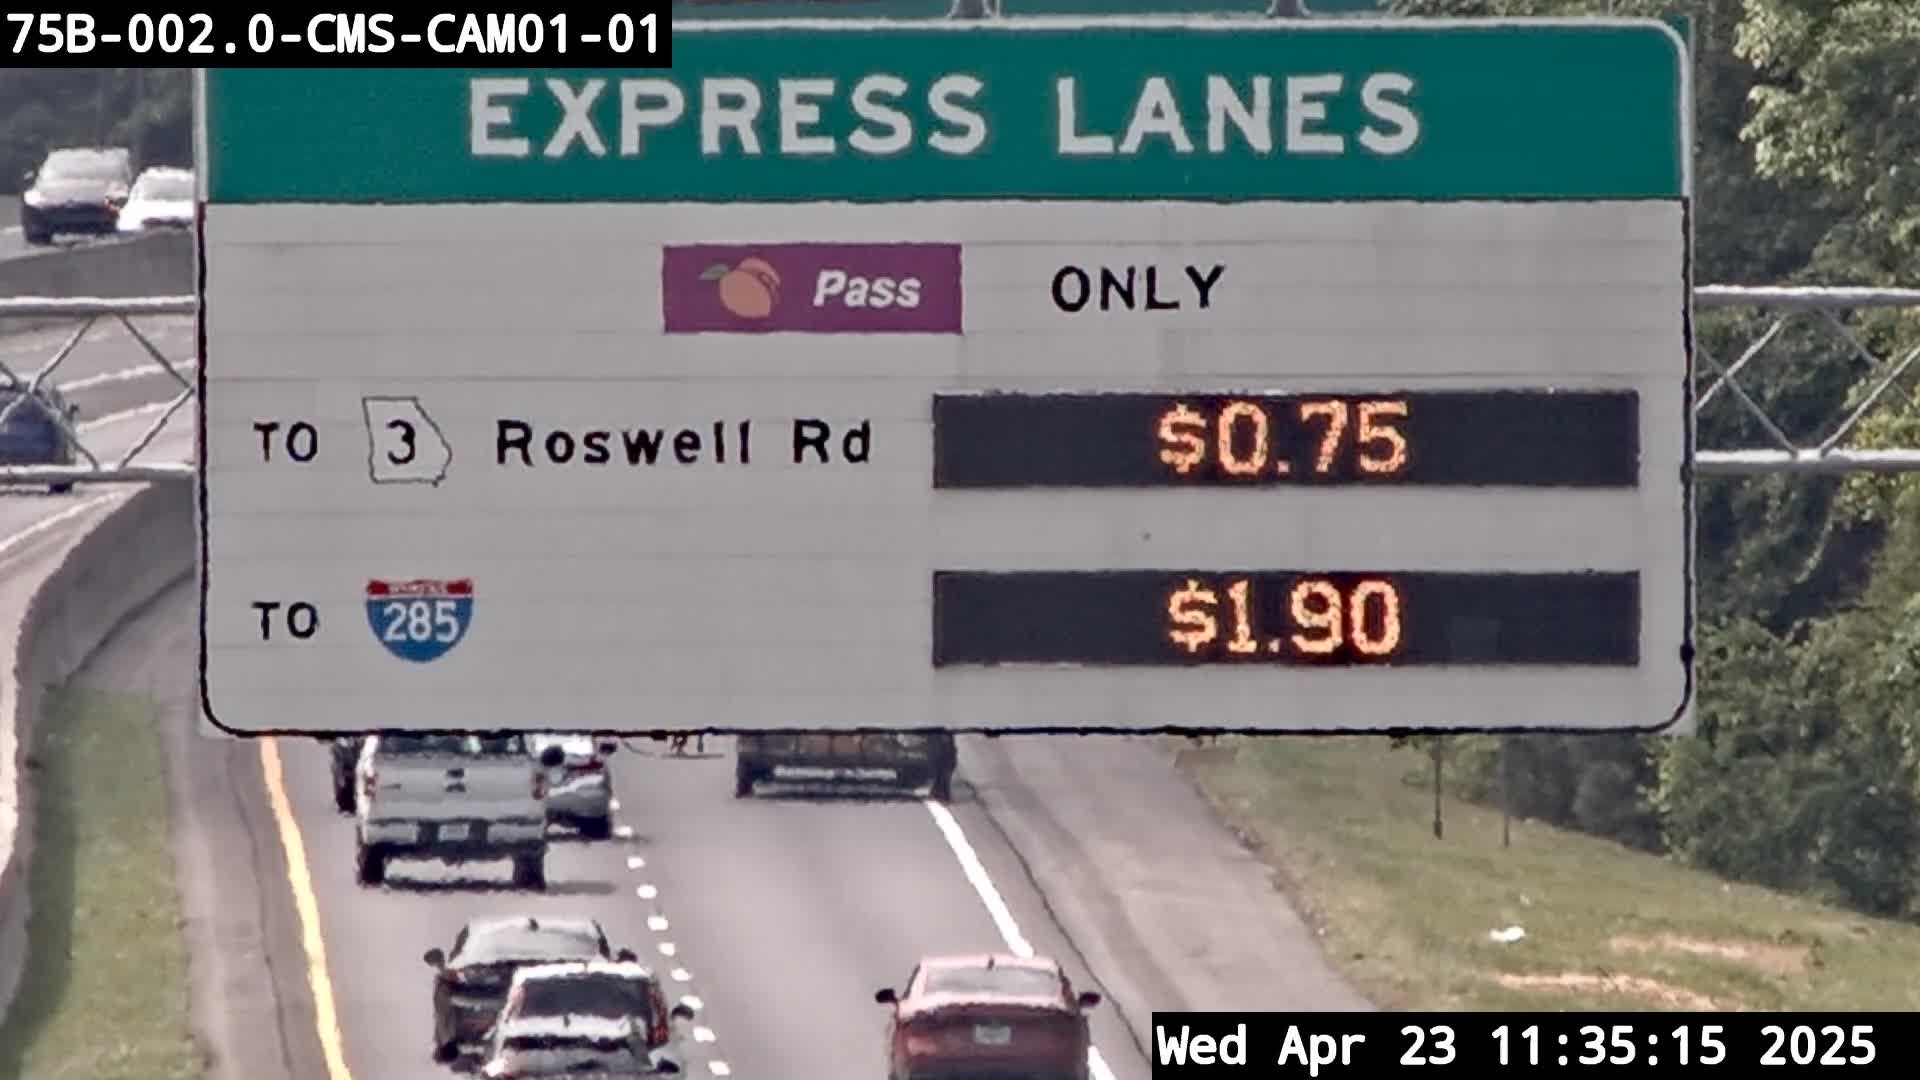 75B-002.0-CMS-CAM01-01
EXPRESS LANES
Pass ONLY
TO 3 Roswell Rd $0.75
TO 285 $1.90
Wed Apr 23 11:35:15 2025